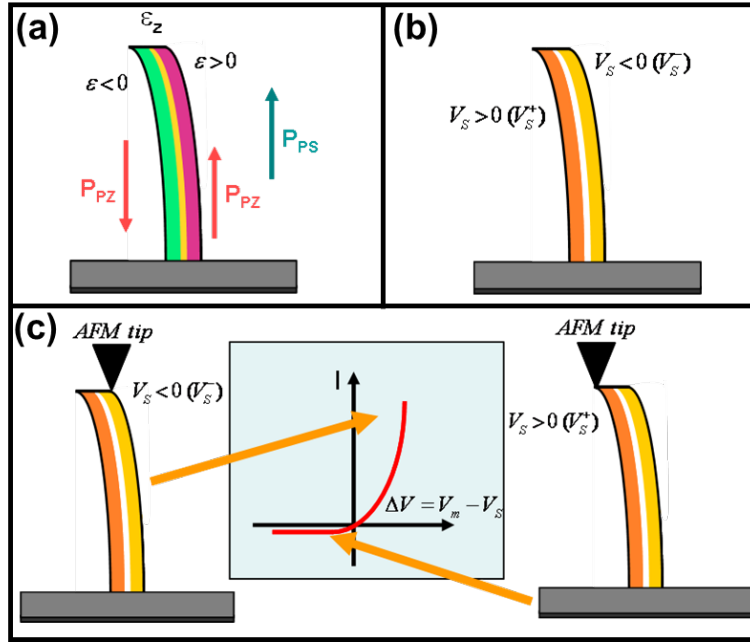 (a)
εz
ε<0
ε>0
P_PZ
P_PZ
P_PS
(b)
V_S<0 (V_S^-)
V_S>0 (V_S^+)
(c)
AFM tip
V_S<0 (V_S^-)
I
ΔV = V_m − V_S
AFM tip
V_S>0 (V_S^+)